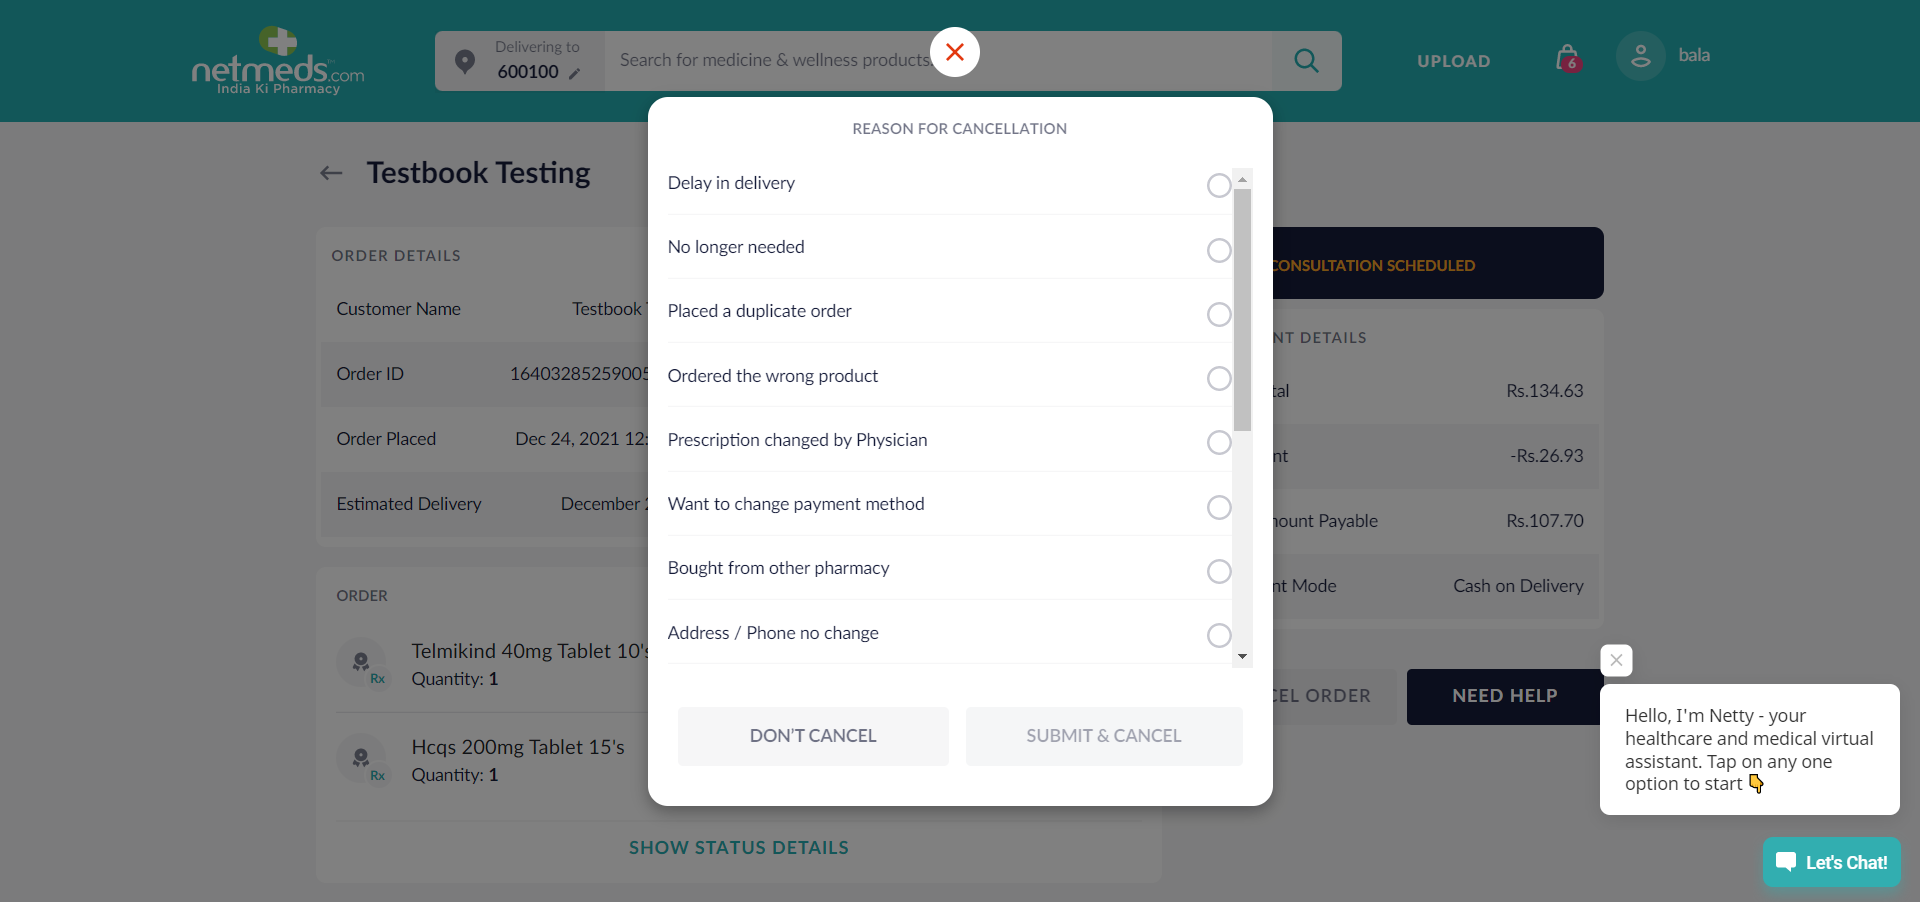 netmeds.com
India Ki Pharmacy
Delivering to
600100
Search for medicine & wellness products.
UPLOAD
6
bala
Testbook Testing
ORDER DETAILS
Customer Name Testbook
Order ID 16403285259005
Order Placed Dec 24, 2021 12:
Estimated Delivery December
ORDER
Telmikind 40mg Tablet 10's
Rx
Quantity: 1
Hcqs 200mg Tablet 15's
Rx
Quantity: 1
SHOW STATUS DETAILS
REASON FOR CANCELLATION
Delay in delivery
No longer needed
Placed a duplicate order
Ordered the wrong product
Prescription changed by Physician
Want to change payment method
Bought from other pharmacy
Address / Phone no change
DON'T CANCEL
SUBMIT & CANCEL
CONSULTATION SCHEDULED
NT DETAILS
tal Rs.134.63
nt -Rs.26.93
nount Payable Rs.107.70
nt Mode Cash on Delivery
CEL ORDER
NEED HELP
Hello, I'm Netty - your
healthcare and medical virtual
assistant. Tap on any one
option to start 👇
Let's Chat!